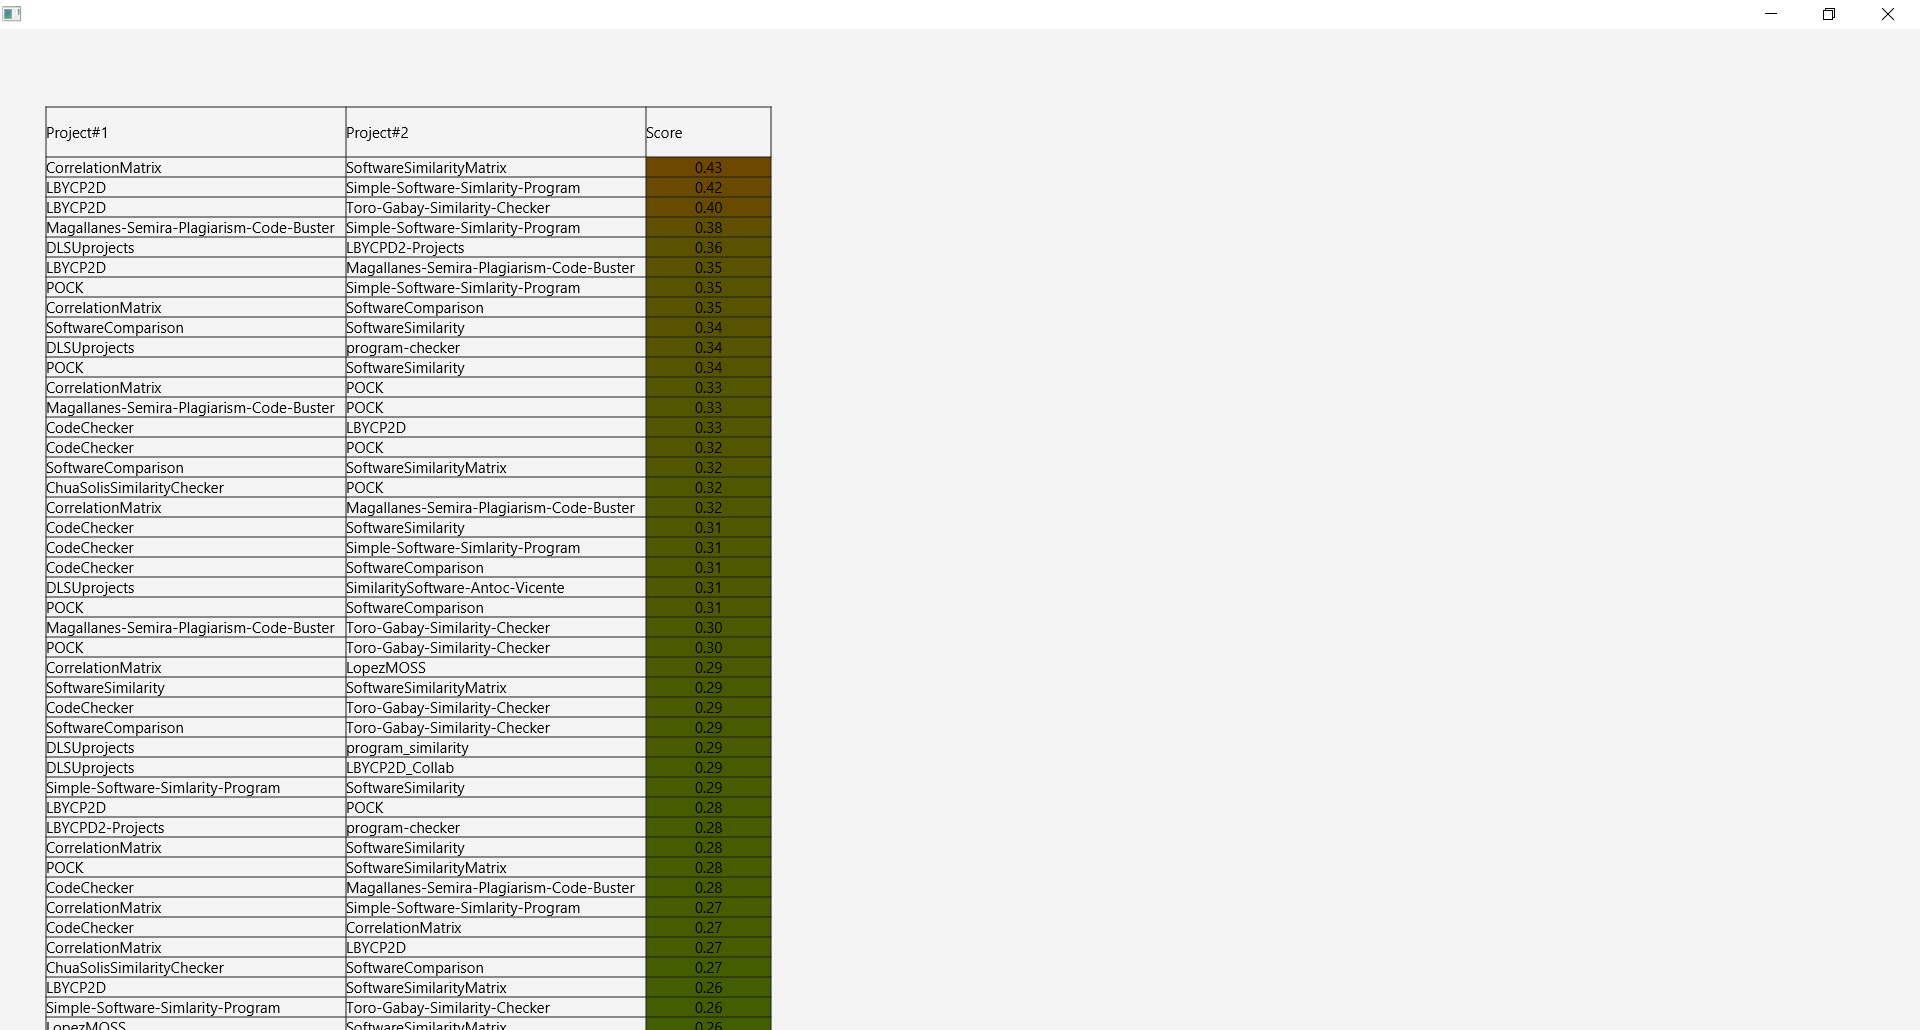 Project#1 Project#2 Score
CorrelationMatrix SoftwareSimilarityMatrix 0.43
LBYCP2D Simple-Software-Simlarity-Program 0.42
LBYCP2D Toro-Gabay-Similarity-Checker 0.40
Magallanes-Semira-Plagiarism-Code-Buster Simple-Software-Simlarity-Program 0.38
DLSUprojects LBYCPD2-Projects 0.36
LBYCP2D Magallanes-Semira-Plagiarism-Code-Buster 0.35
POCK Simple-Software-Simlarity-Program 0.35
CorrelationMatrix SoftwareComparison 0.35
SoftwareComparison SoftwareSimilarity 0.34
DLSUprojects program-checker 0.34
POCK SoftwareSimilarity 0.34
CorrelationMatrix POCK 0.33
Magallanes-Semira-Plagiarism-Code-Buster POCK 0.33
CodeChecker LBYCP2D 0.33
CodeChecker POCK 0.32
SoftwareComparison SoftwareSimilarityMatrix 0.32
ChuaSolisSimilarityChecker POCK 0.32
CorrelationMatrix Magallanes-Semira-Plagiarism-Code-Buster 0.32
CodeChecker SoftwareSimilarity 0.31
CodeChecker Simple-Software-Simlarity-Program 0.31
CodeChecker SoftwareComparison 0.31
DLSUprojects SimilaritySoftware-Antoc-Vicente 0.31
POCK SoftwareComparison 0.31
Magallanes-Semira-Plagiarism-Code-Buster Toro-Gabay-Similarity-Checker 0.30
POCK Toro-Gabay-Similarity-Checker 0.30
CorrelationMatrix LopezMOSS 0.29
SoftwareSimilarity SoftwareSimilarityMatrix 0.29
CodeChecker Toro-Gabay-Similarity-Checker 0.29
SoftwareComparison Toro-Gabay-Similarity-Checker 0.29
DLSUprojects program_similarity 0.29
DLSUprojects LBYCP2D_Collab 0.29
Simple-Software-Simlarity-Program SoftwareSimilarity 0.29
LBYCP2D POCK 0.28
LBYCPD2-Projects program-checker 0.28
CorrelationMatrix SoftwareSimilarity 0.28
POCK SoftwareSimilarityMatrix 0.28
CodeChecker Magallanes-Semira-Plagiarism-Code-Buster 0.28
CorrelationMatrix Simple-Software-Simlarity-Program 0.27
CodeChecker CorrelationMatrix 0.27
CorrelationMatrix LBYCP2D 0.27
ChuaSolisSimilarityChecker SoftwareComparison 0.27
LBYCP2D SoftwareSimilarityMatrix 0.26
Simple-Software-Simlarity-Program Toro-Gabay-Similarity-Checker 0.26
LopezMOSS SoftwareSimilarityMatrix 0.26